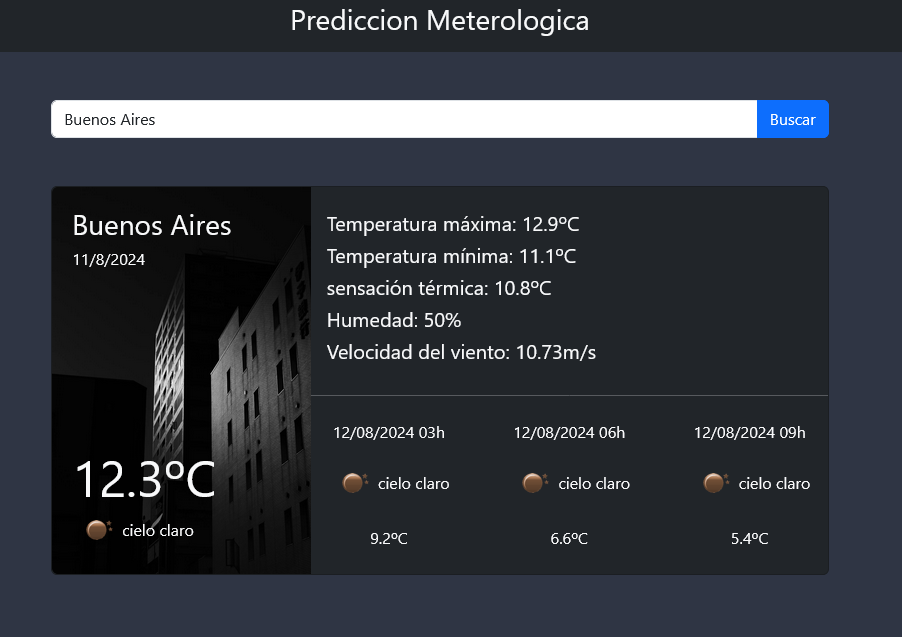 Prediccion Meterologica
Buenos Aires
Buscar
Buenos Aires
11/8/2024
12.3ºC
cielo claro
Temperatura máxima: 12.9ºC
Temperatura mínima: 11.1ºC
sensación térmica: 10.8ºC
Humedad: 50%
Velocidad del viento: 10.73m/s
12/08/2024 03h
cielo claro
9.2ºC
12/08/2024 06h
cielo claro
6.6ºC
12/08/2024 09h
cielo claro
5.4ºC